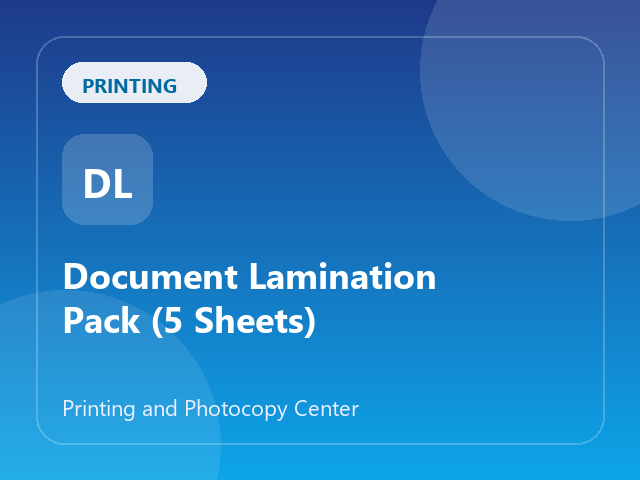 PRINTING
DL
Document Lamination
Pack (5 Sheets)
Printing and Photocopy Center